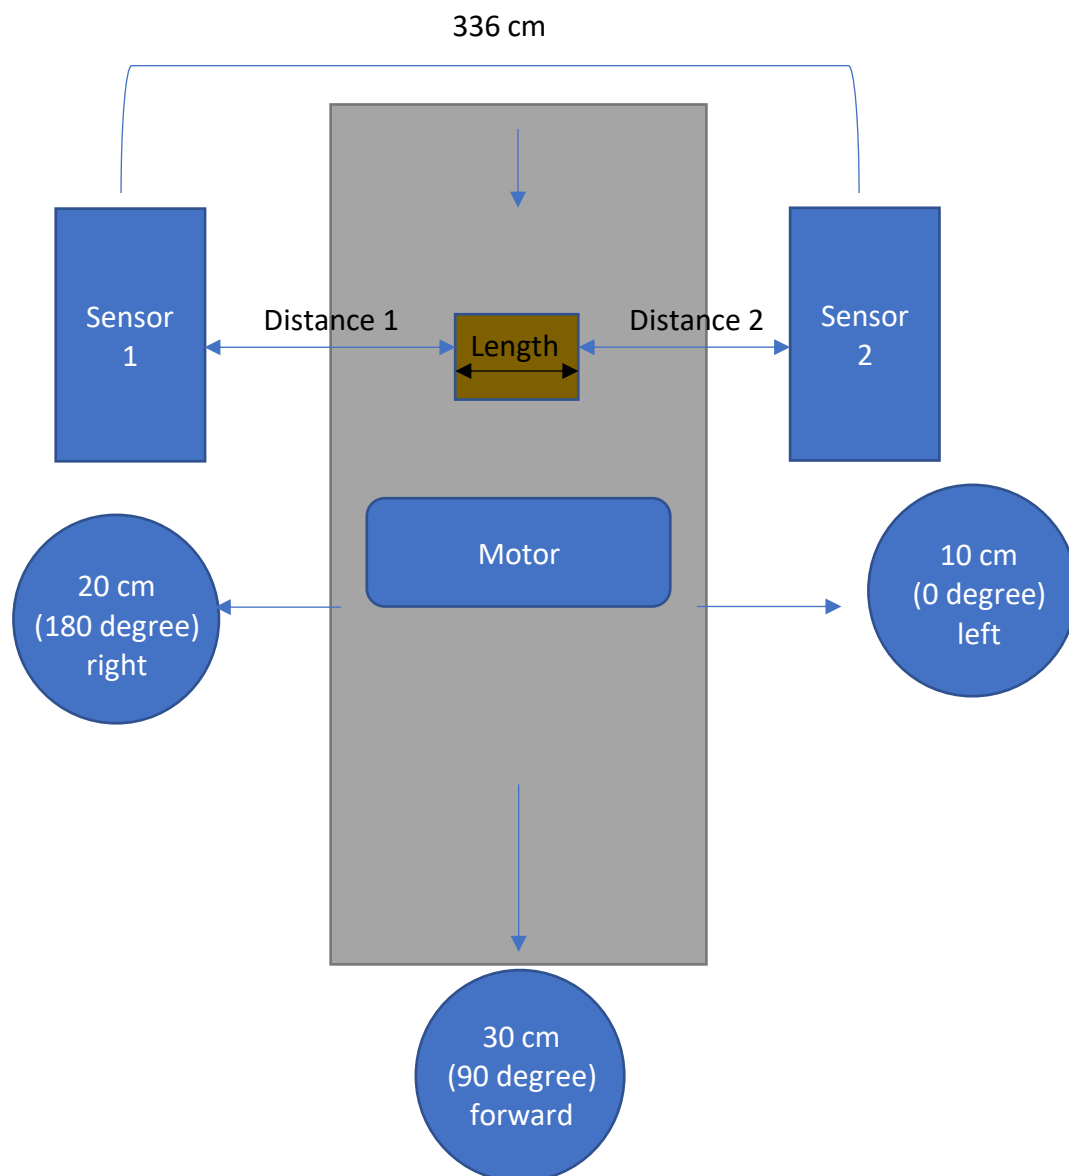 336 cm
Sensor
1
Distance 1
Length
Distance 2
Sensor
2
Motor
20 cm
(180 degree)
right
10 cm
(0 degree)
left
30 cm
(90 degree)
forward